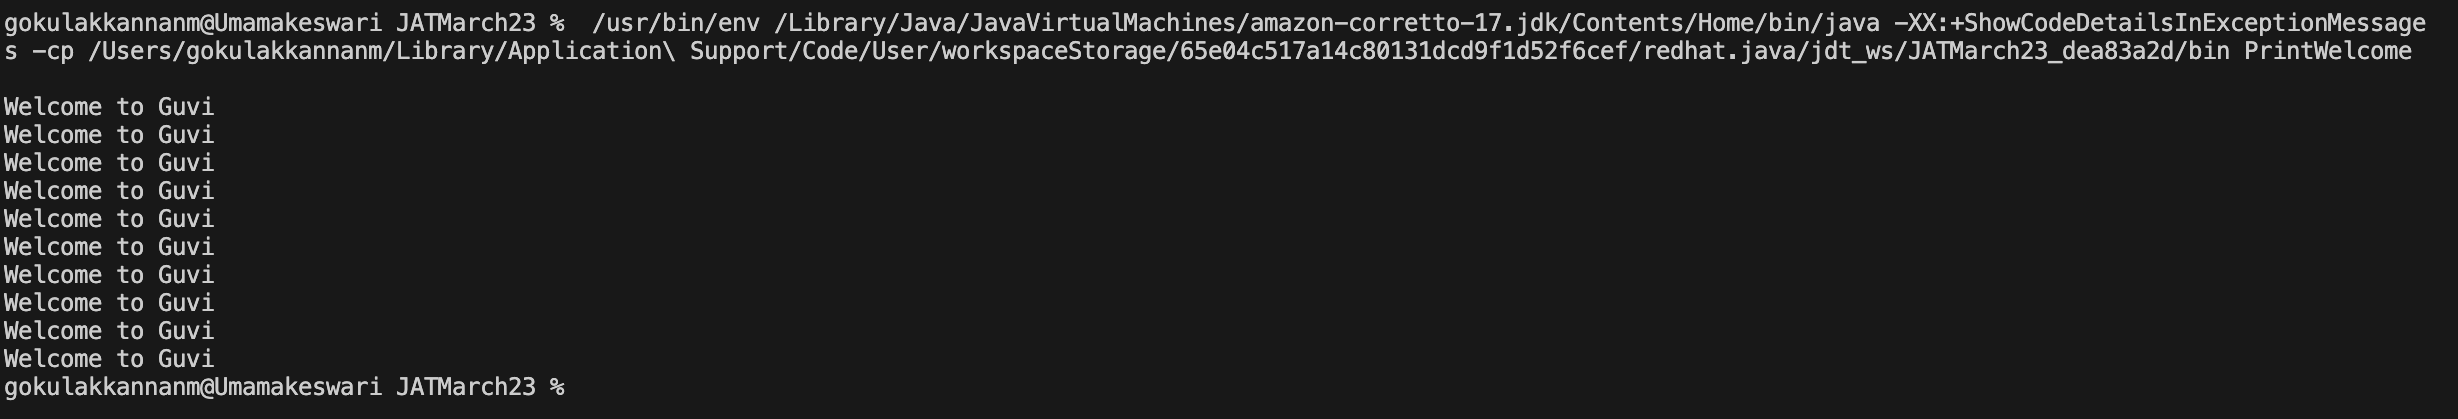 gokulakkannanm@Umamakeswari JATMarch23 %  /usr/bin/env /Library/Java/JavaVirtualMachines/amazon-corretto-17.jdk/Contents/Home/bin/java -XX:+ShowCodeDetailsInExceptionMessage
s -cp /Users/gokulakkannanm/Library/Application\ Support/Code/User/workspaceStorage/65e04c517a14c80131dcd9f1d52f6cef/redhat.java/jdt_ws/JATMarch23_dea83a2d/bin PrintWelcome
Welcome to Guvi
Welcome to Guvi
Welcome to Guvi
Welcome to Guvi
Welcome to Guvi
Welcome to Guvi
Welcome to Guvi
Welcome to Guvi
Welcome to Guvi
Welcome to Guvi
gokulakkannanm@Umamakeswari JATMarch23 %